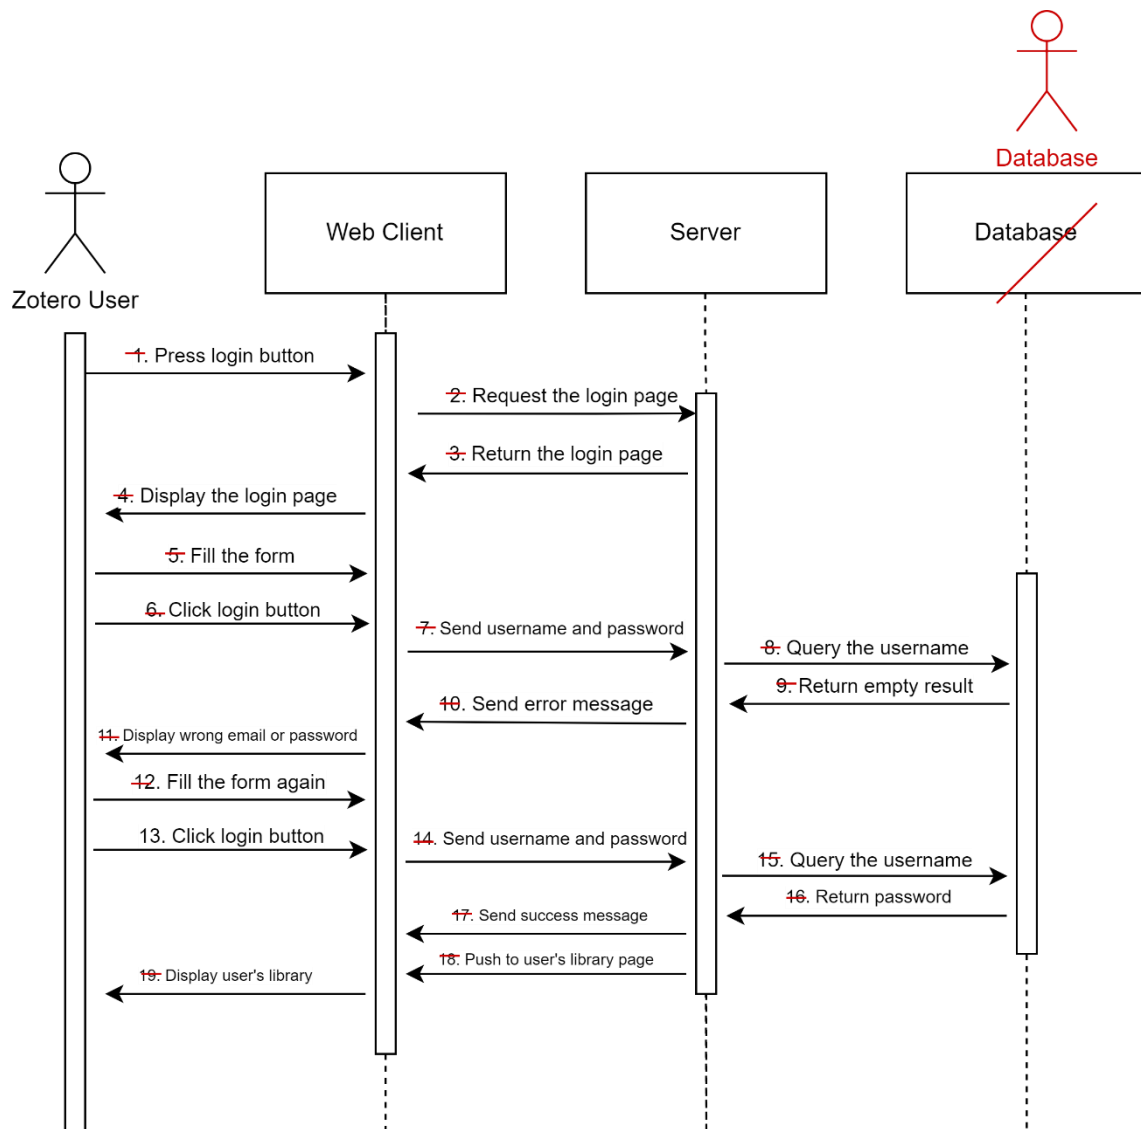 Database
Web Client
Server
Database
Zotero User
1. Press login button
2. Request the login page
3. Return the login page
4. Display the login page
5. Fill the form
6. Click login button
7. Send username and password
8. Query the username
9. Return empty result
10. Send error message
11. Display wrong email or password
12. Fill the form again
13. Click login button
14. Send username and password
15. Query the username
16. Return password
17. Send success message
18. Push to user's library page
19. Display user's library